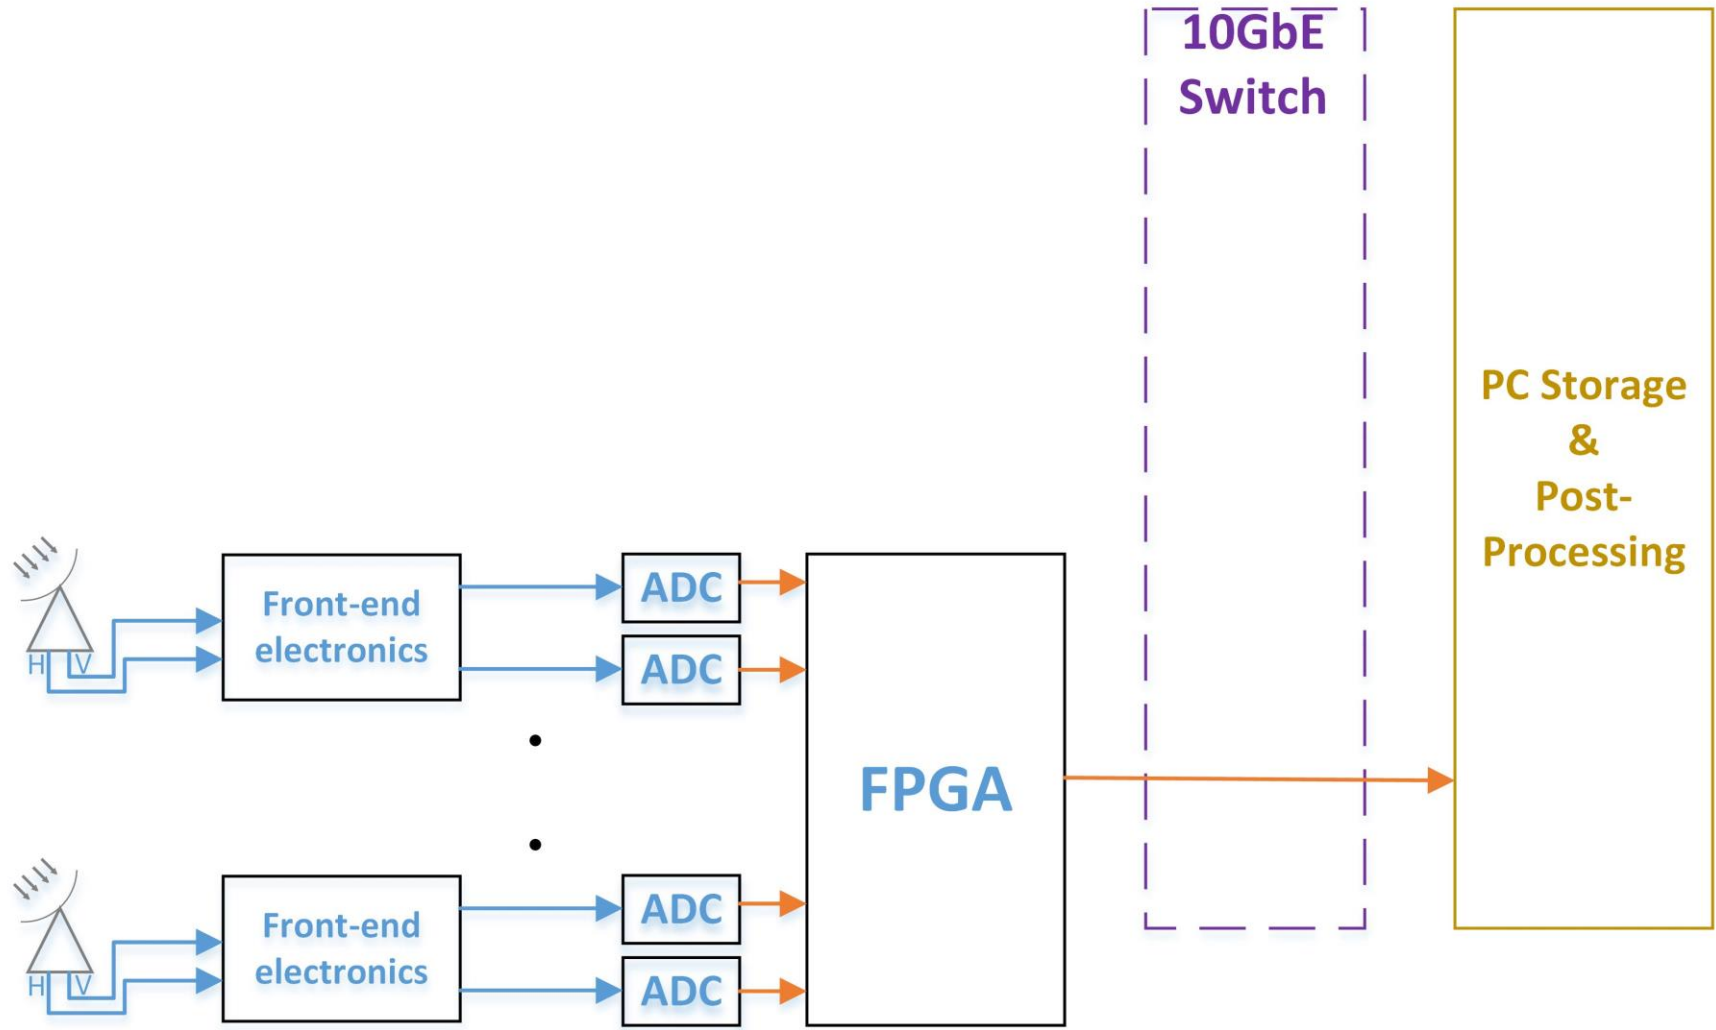 10GbE
Switch
PC Storage
&
Post-
Processing
H
V
Front-end
electronics
ADC
ADC
FPGA
H
V
Front-end
electronics
ADC
ADC